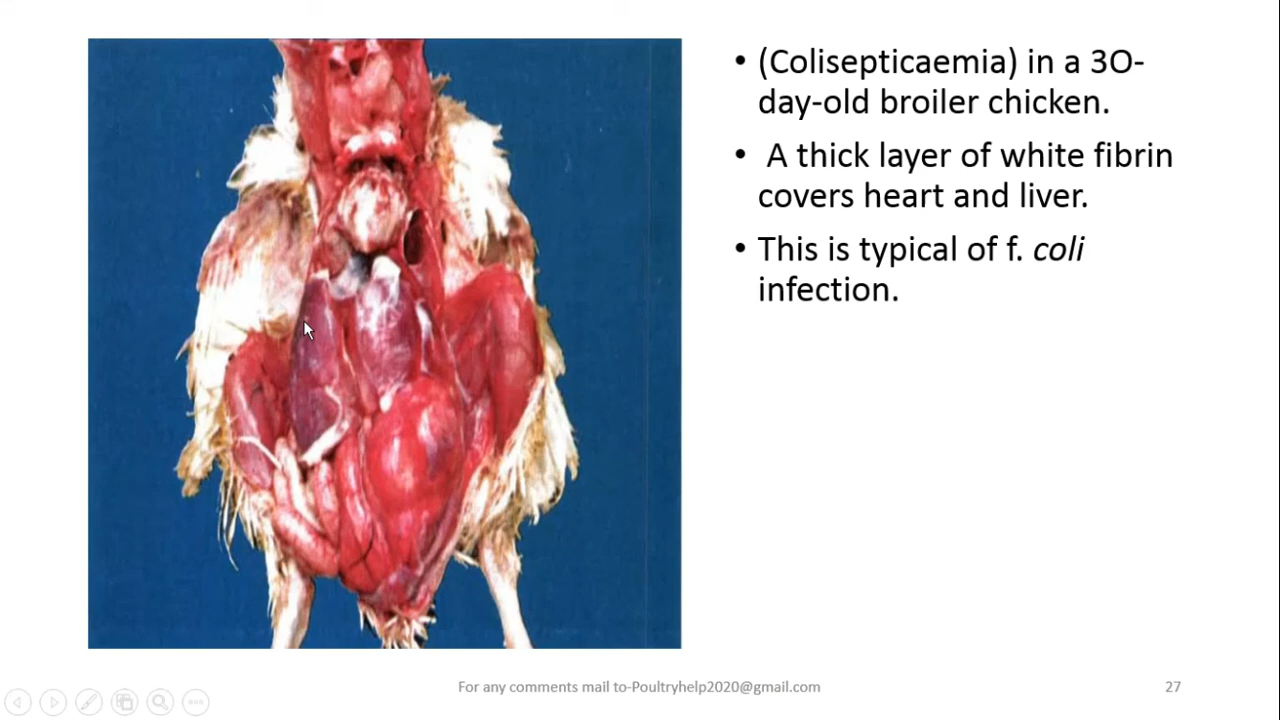 • (Colisepticaemia) in a 3O-
day-old broiler chicken.
• A thick layer of white fibrin
covers heart and liver.
• This is typical of f. coli
infection.
For any comments mail to-Poultryhelp2020@gmail.com
27